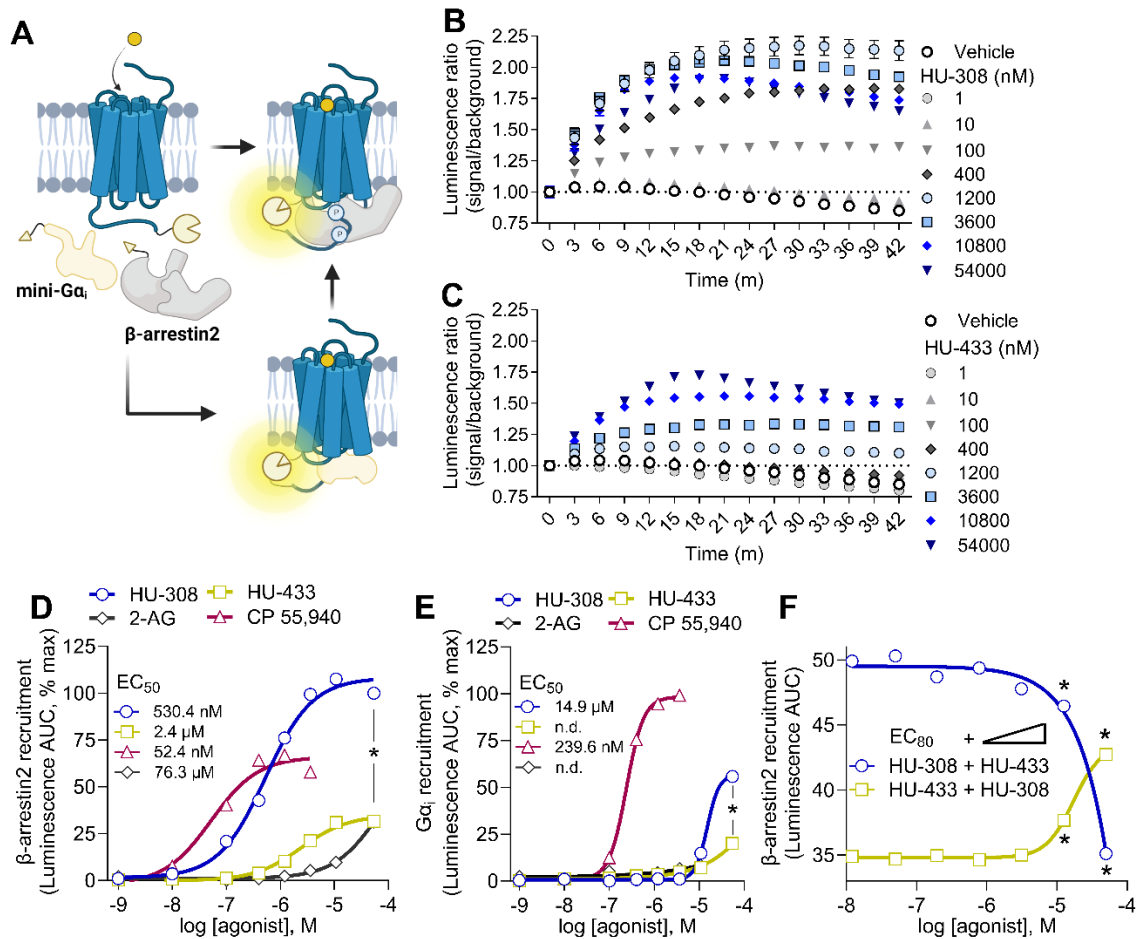 A
mini-Gαi
β-arrestin2
P
P
B
Luminescence ratio
(signal/background)
2.25
2.00
1.75
1.50
1.25
1.00
0.75
0 3 6 9 12 15 18 21 24 27 30 33 36 39 42
Time (m)
Vehicle
HU-308 (nM)
1
10
100
400
1200
3600
10800
54000
C
Luminescence ratio
(signal/background)
2.25
2.00
1.75
1.50
1.25
1.00
0.75
0 3 6 9 12 15 18 21 24 27 30 33 36 39 42
Time (m)
Vehicle
HU-433 (nM)
1
10
100
400
1200
3600
10800
54000
HU-308 HU-433
2-AG CP 55,940
D
β-arrestin2 recruitment
(Luminescence AUC, % max)
125
100
75
50
25
0
EC50
530.4 nM
2.4 µM
52.4 nM
76.3 µM
*
-9 -8 -7 -6 -5 -4
log [agonist], M
HU-308 HU-433
2-AG CP 55,940
E
Gαi recruitment
(Luminescence AUC, % max)
125
100
75
50
25
0
EC50
14.9 µM
n.d.
239.6 nM
n.d.
*
-9 -8 -7 -6 -5 -4
log [agonist], M
F
β-arrestin2 recruitment
(Luminescence AUC)
50
45
40
35
* *
EC80 +
HU-308 + HU-433
HU-433 + HU-308
* *
-8 -7 -6 -5 -4
log [agonist], M